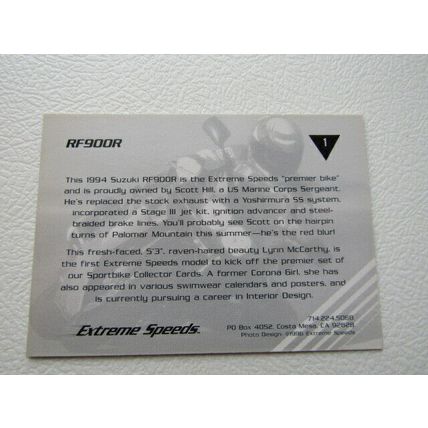 RF900R
1
This 1994 Suzuki RF900R is the Extreme Speeds "premier bike"
and is proudly owned by Scott Hill, a US Marine Corps Sergeant.
He's replaced the stock exhaust with a Yoshirmura SS system,
incorporated a Stage III jet kit, ignition advancer and steel-
braided brake lines. You'll probably see Scott on the hairpin
turns of Palomar Mountain this summer—he's the red blur!
This fresh-faced, 5'3", raven-haired beauty Lynn McCarthy, is
the first Extreme Speeds model to kick off the premier set of
our Sportbike Collector Cards. A former Corona Girl, she has
also appeared in various swimwear calendars and posters, and
is currently pursuing a career in Interior Design.
Extreme Speeds
714.224.5068
PO Box 4052, Costa Mesa, CA 92628
Photo Design: Extreme Speeds